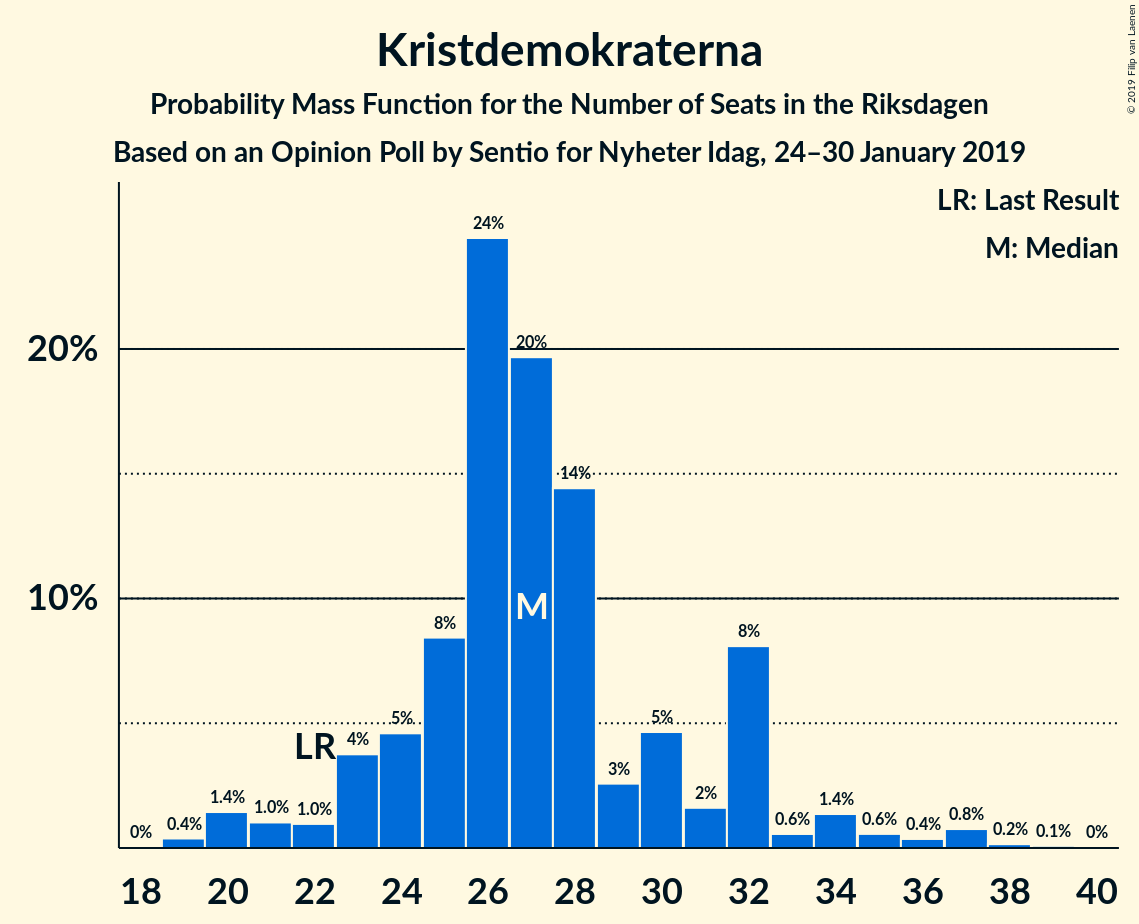 Kristdemokraterna
Probability Mass Function for the Number of Seats in the Riksdagen
Based on an Opinion Poll by Sentio for Nyheter Idag, 24–30 January 2019
© 2019 Filip van Laenen
LR: Last Result
M: Median
20%
10%
0%
0.4%
1.4%
1.0%
1.0%
4%
5%
8%
24%
20%
14%
3%
5%
2%
8%
0.6%
1.4%
0.6%
0.4%
0.8%
0.2%
0.1%
0%
LR
M
18 20 22 24 26 28 30 32 34 36 38 40